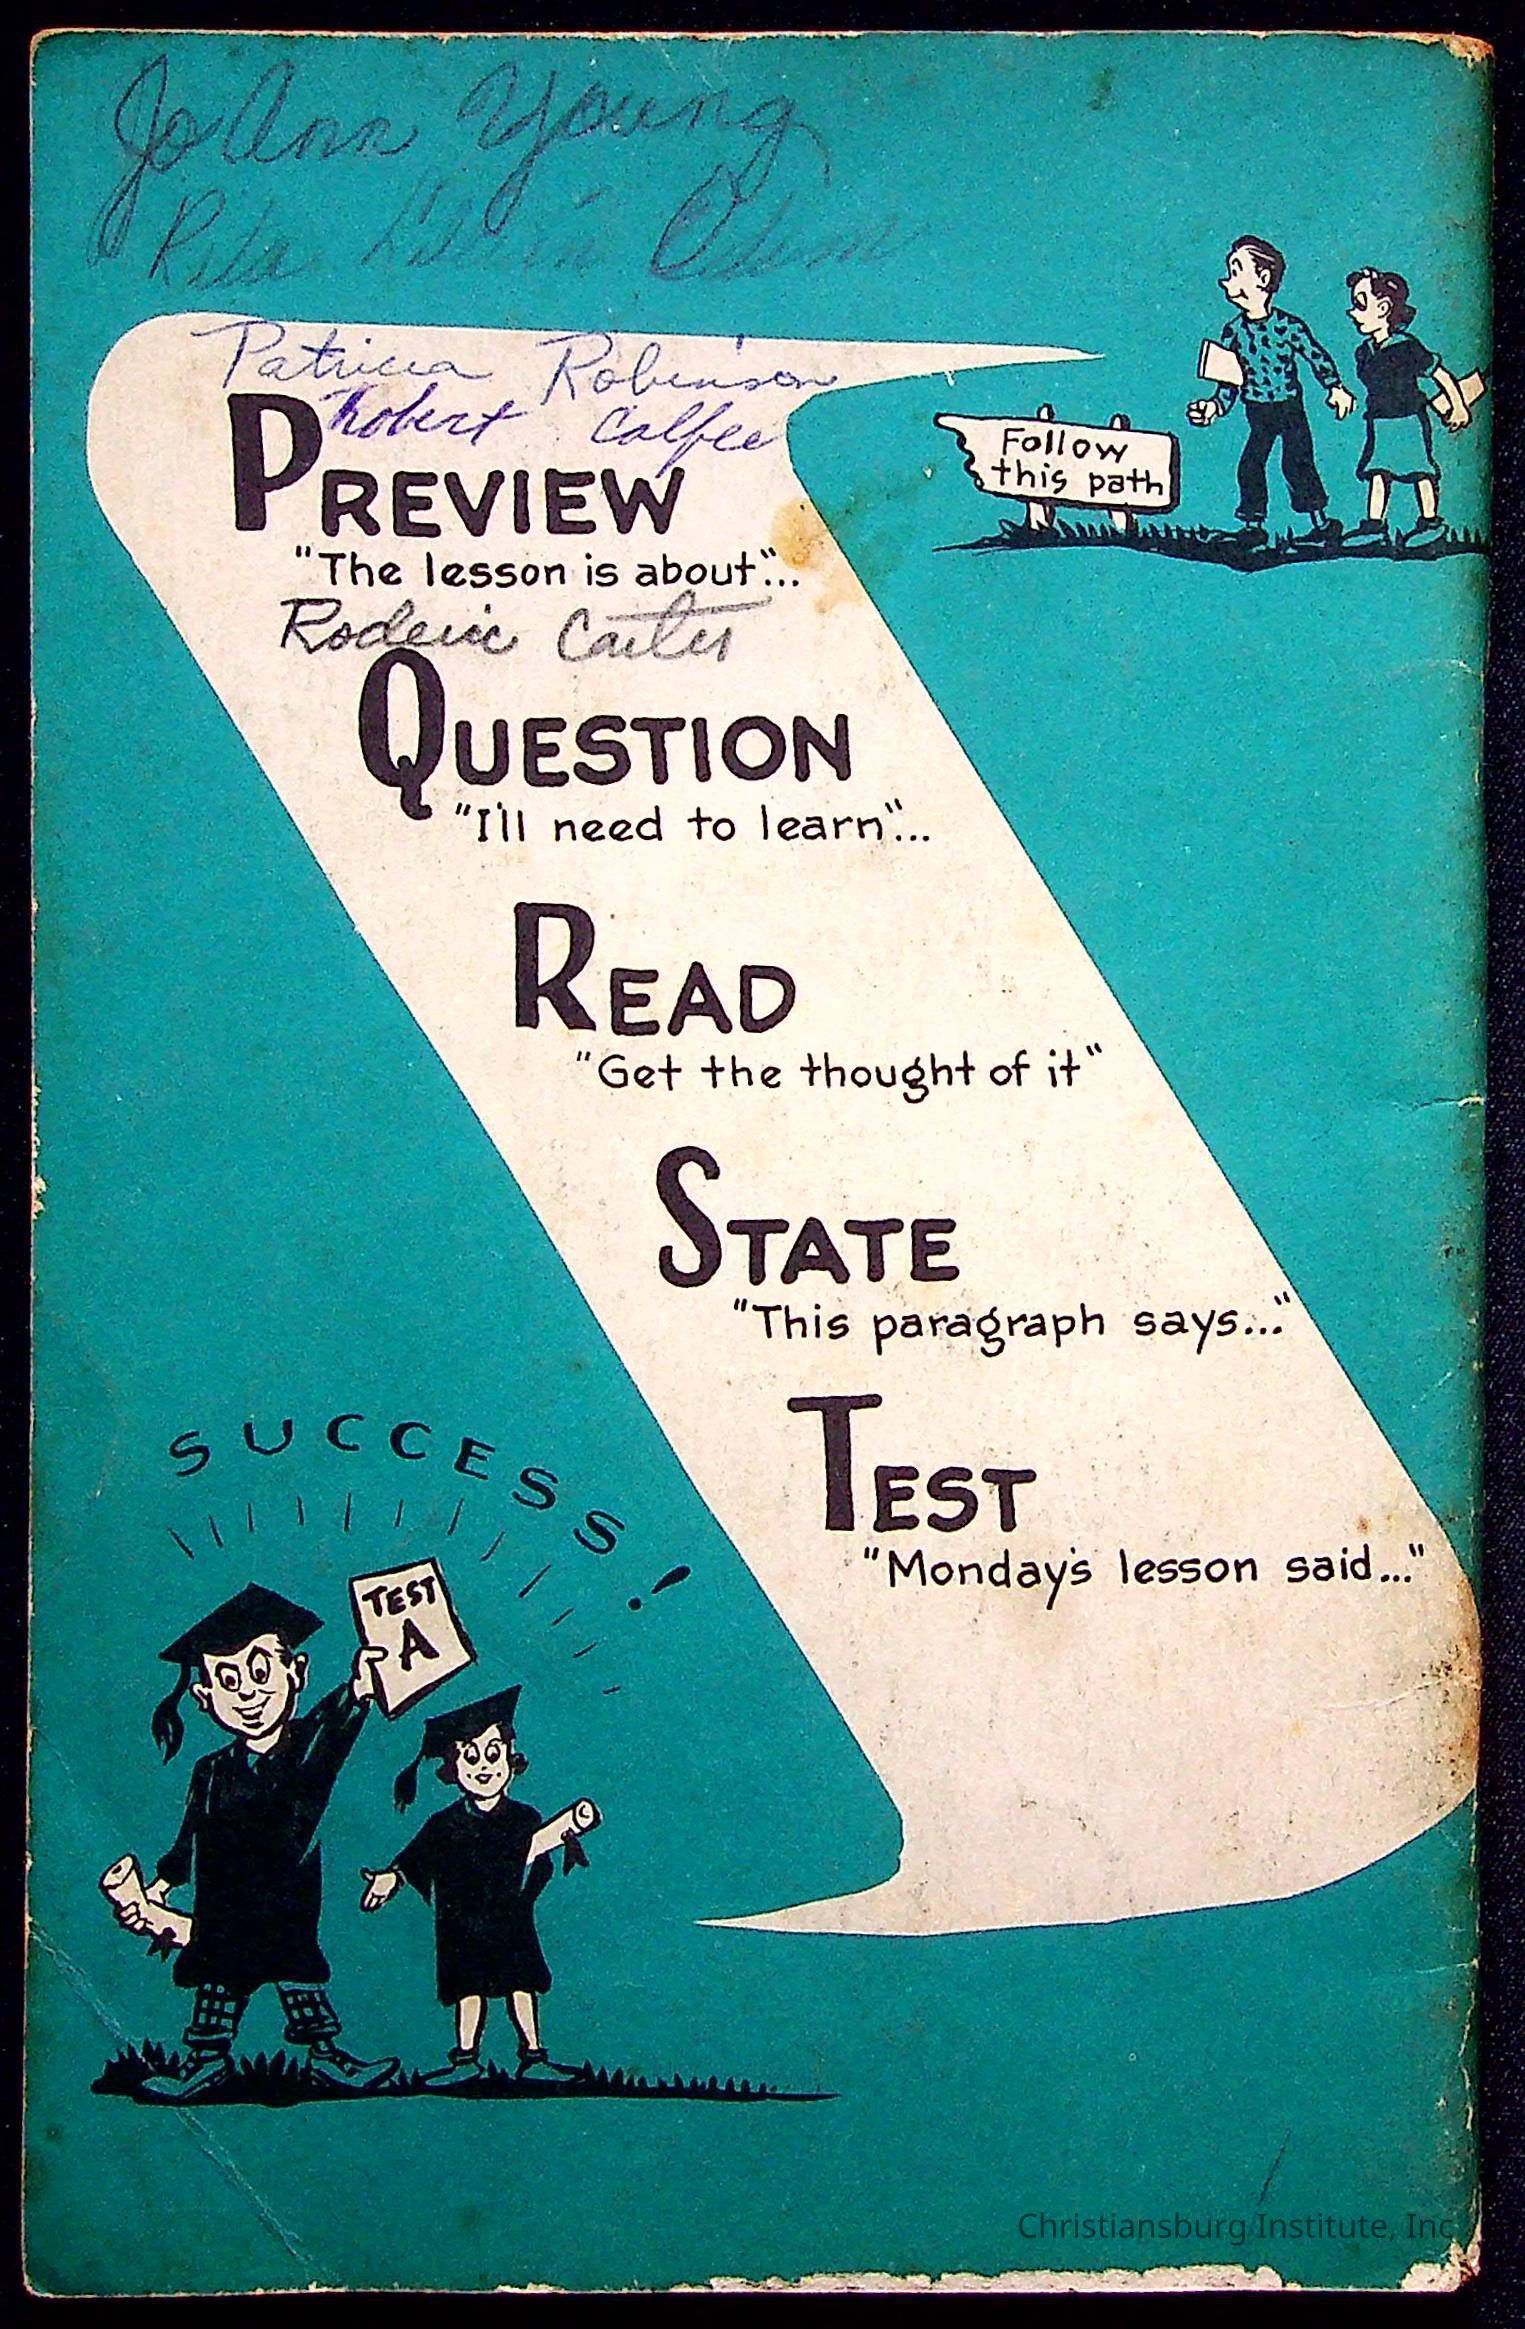 JoAnn Young
Rita
Patricia Robinson
Robert Calfee
PREVIEW
"The lesson is about"...
Roderic Carter
Follow
this path
QUESTION
"I'll need to learn"...
READ
"Get the thought of it"
STATE
"This paragraph says..."
TEST
"Monday's lesson said..."
SUCCESS!
TEST
A
Christiansburg Institute, Inc